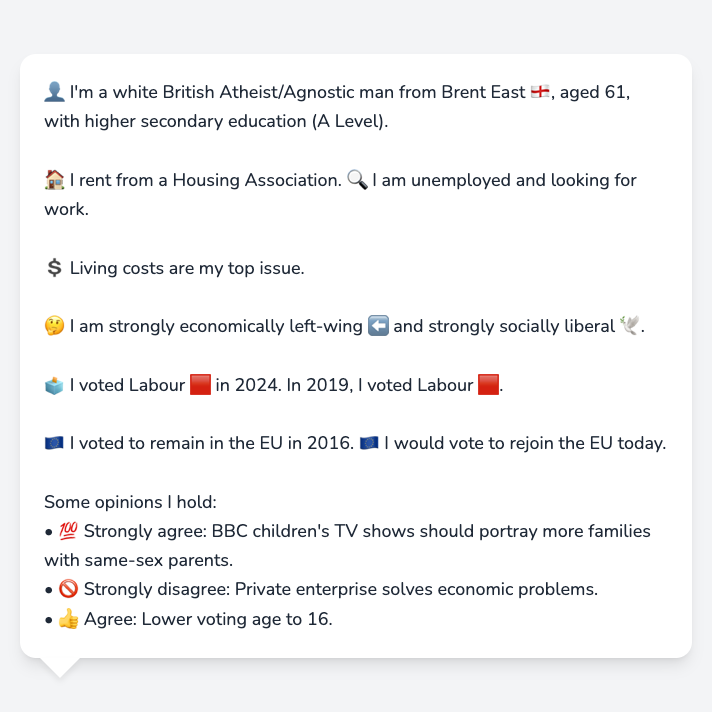 👤 I'm a white British Atheist/Agnostic man from Brent East 🏴󠁧󠁢󠁥󠁮󠁧󠁿, aged 61,
with higher secondary education (A Level).
🏠 I rent from a Housing Association. 🔍 I am unemployed and looking for
work.
💲 Living costs are my top issue.
🤔 I am strongly economically left-wing ⬅️ and strongly socially liberal 🕊️.
🗳️ I voted Labour 🟥 in 2024. In 2019, I voted Labour 🟥.
🇪🇺 I voted to remain in the EU in 2016. 🇪🇺 I would vote to rejoin the EU today.
Some opinions I hold:
• 💯 Strongly agree: BBC children's TV shows should portray more families
with same-sex parents.
• 🚫 Strongly disagree: Private enterprise solves economic problems.
• 👍 Agree: Lower voting age to 16.